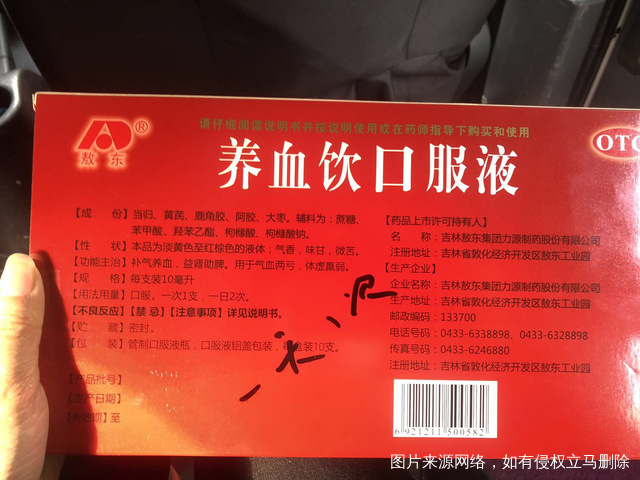 敖东®
请仔细阅读说明书并按说明使用或在药师指导下购买和使用
OTC
养血饮口服液
【成　份】当归、黄芪、鹿角胶、阿胶、大枣。辅料为：蔗糖、
苯甲酸、羟苯乙酯、枸橼酸、枸橼酸钠。
【性　状】本品为淡黄色至红棕色的液体；气香，味甘，微苦。
【功能主治】补气养血，益肾助脾。用于气血两亏，体虚羸弱。
【规　格】每支装10毫升
【用法用量】口服。一次1支，一日2次。
【不良反应】【禁 忌】【注意事项】详见说明书。
【贮　藏】密封。
【包　装】管制口服液瓶，口服液铝盖包装，每盒装10支。
【产品批号】
【生产日期】
【有效期】至
【药品上市许可持有人】
名　称：吉林敖东集团力源制药股份有限公司
注册地址：吉林省敦化经济开发区敖东工业园
【生产企业】
企业名称：吉林敖东集团力源制药股份有限公司
生产地址：吉林省敦化经济开发区敖东工业园
邮政编码：133700
电话号码：0433-6338898、0433-6328898
传真号码：0433-6246880
注册地址：吉林省敦化经济开发区敖东工业园
6 921211 500582
图片来源网络，如有侵权立马删除